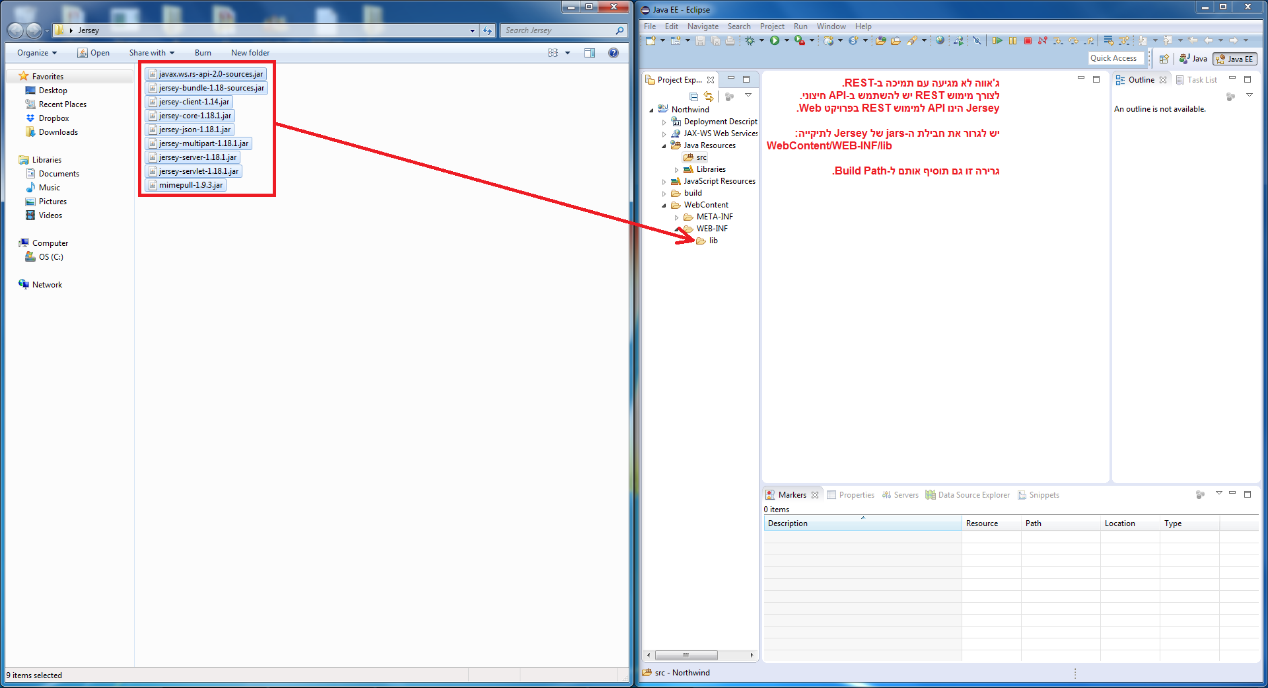 Jersey
Search Jersey
Organize
Open
Share with
Burn
New folder
Favorites
Desktop
Recent Places
Dropbox
Downloads
Libraries
Documents
Music
Pictures
Videos
Computer
OS (C:)
Network
javax.ws.rs-api-2.0-sources.jar
jersey-bundle-1.18-sources.jar
jersey-client-1.14.jar
jersey-core-1.18.1.jar
jersey-json-1.18.1.jar
jersey-multipart-1.18.1.jar
jersey-server-1.18.1.jar
jersey-servlet-1.18.1.jar
mimepull-1.9.3.jar
9 items selected
Java EE - Eclipse
File Edit Navigate Search Project Run Window Help
Quick Access
Java
Java EE
Project Exp...
Northwind
Deployment Descript
JAX-WS Web Services
Java Resources
src
Libraries
JavaScript Resources
build
WebContent
META-INF
WEB-INF
lib
ג'אווה לא מגיעה עם תמיכה ב-REST.
לצורך מימוש REST יש להשתמש ב-API חיצוני.
Jersey הינו API למימוש REST בפרויקט Web.
יש לגרור את חבילת ה-jars של Jersey לתיקייה:
WebContent/WEB-INF/lib
גרירה זו גם תוסיף אותם ל-Build Path.
Outline
Task List
An outline is not available.
Markers
Properties
Servers
Data Source Explorer
Snippets
0 items
Description Resource Path Location Type
src - Northwind